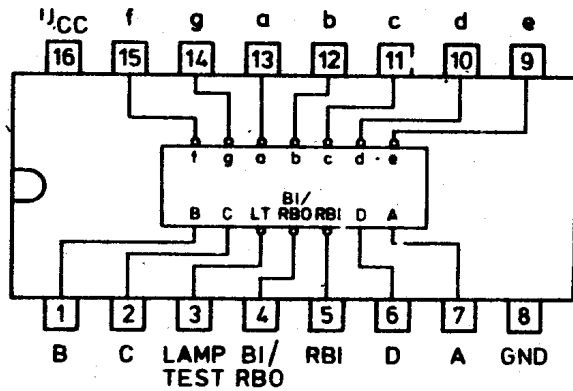 UCC f g a b c d e
16 15 14 13 12 11 10 9
f g a b c d e
BI/
B C LT RBO RBI D A
1 2 3 4 5 6 7 8
B C LAMP BI/ RBI D A GND
TEST RBO